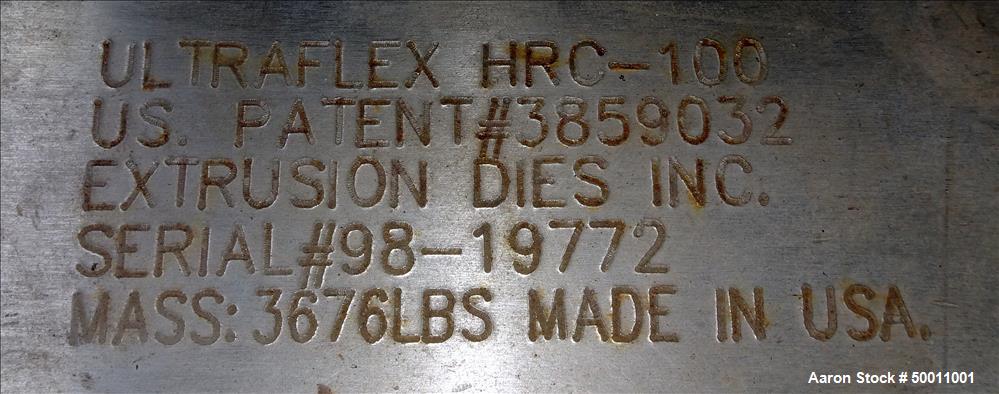 ULTRAFLEX HRC-100
US. PATENT#3859032
EXTRUSION DIES INC.
SERIAL#98-19772
MASS: 3676LBS MADE IN USA.
Aaron Stock # 50011001